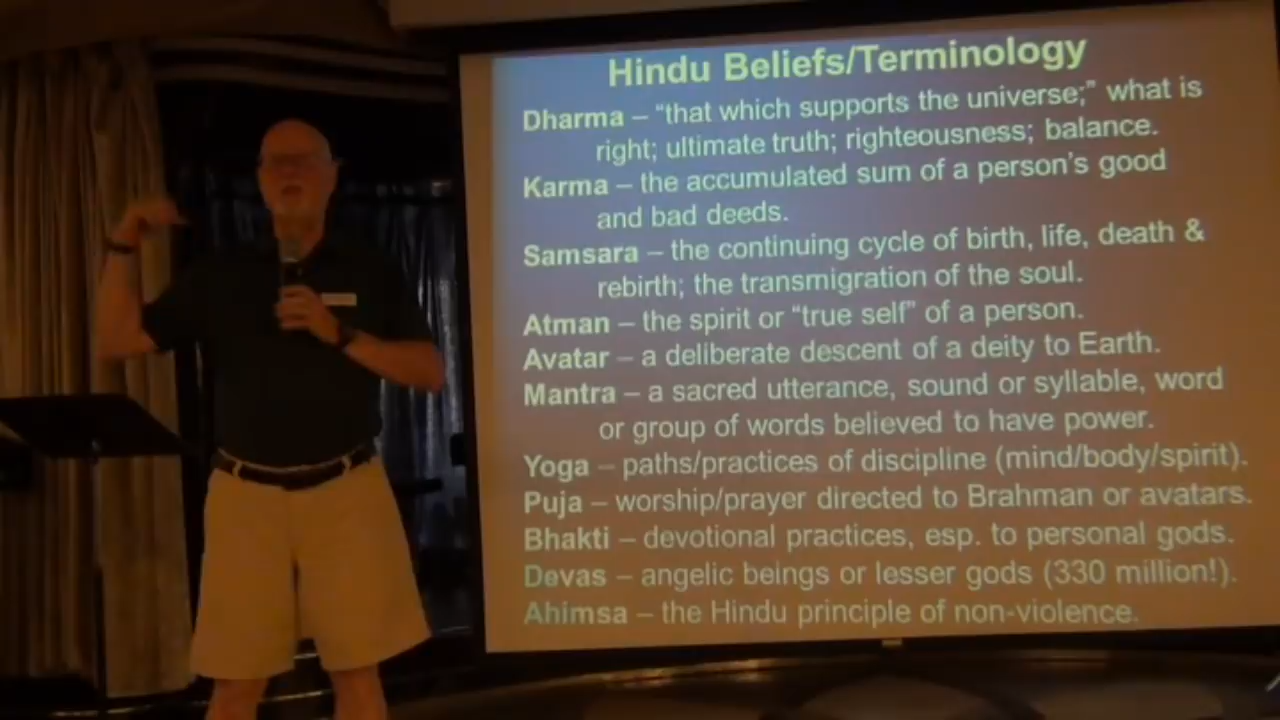 Hindu Beliefs/Terminology
Dharma – “that which supports the universe;” what is
right; ultimate truth; righteousness; balance.
Karma – the accumulated sum of a person’s good
and bad deeds.
Samsara – the continuing cycle of birth, life, death &
rebirth; the transmigration of the soul.
Atman – the spirit or “true self” of a person.
Avatar – a deliberate descent of a deity to Earth.
Mantra – a sacred utterance, sound or syllable, word
or group of words believed to have power.
Yoga – paths/practices of discipline (mind/body/spirit).
Puja – worship/prayer directed to Brahman or avatars.
Bhakti – devotional practices, esp. to personal gods.
Devas – angelic beings or lesser gods (330 million!).
Ahimsa – the Hindu principle of non-violence.